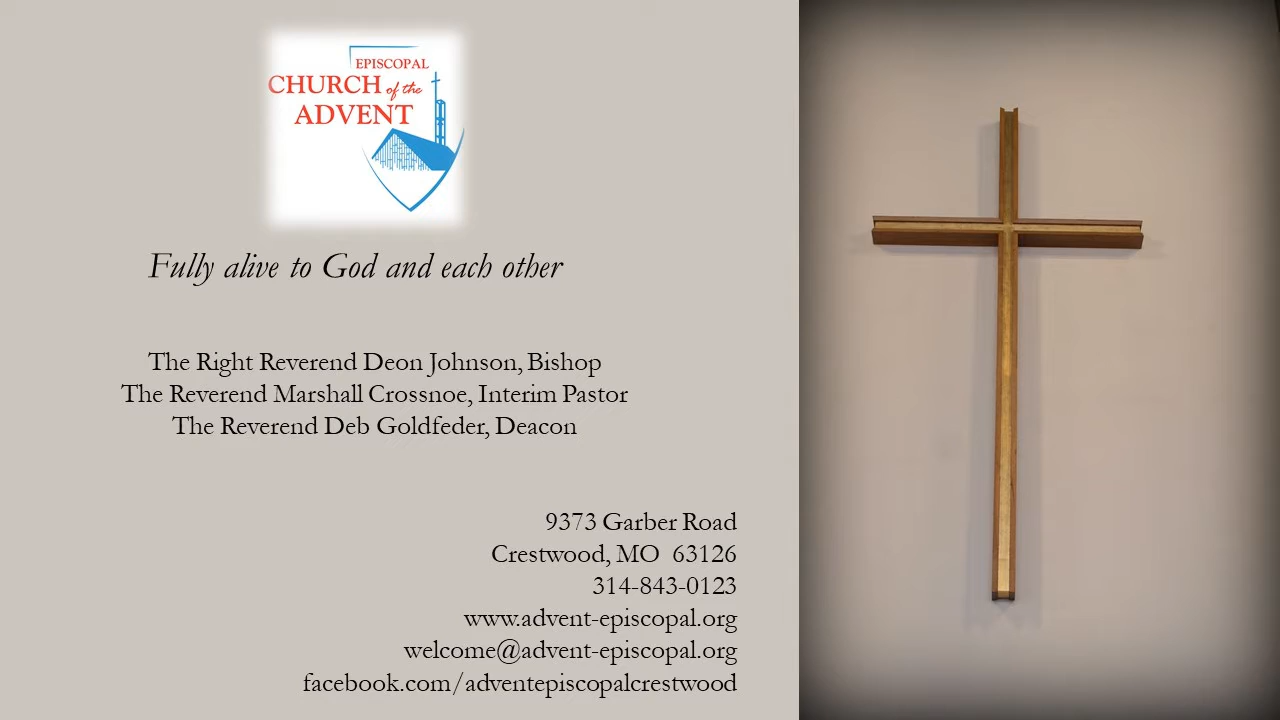 EPISCOPAL
CHURCH of the
ADVENT
Fully alive to God and each other
The Right Reverend Deon Johnson, Bishop
The Reverend Marshall Crossnoe, Interim Pastor
The Reverend Deb Goldfeder, Deacon
9373 Garber Road
Crestwood, MO  63126
314-843-0123
www.advent-episcopal.org
welcome@advent-episcopal.org
facebook.com/adventepiscopalcrestwood